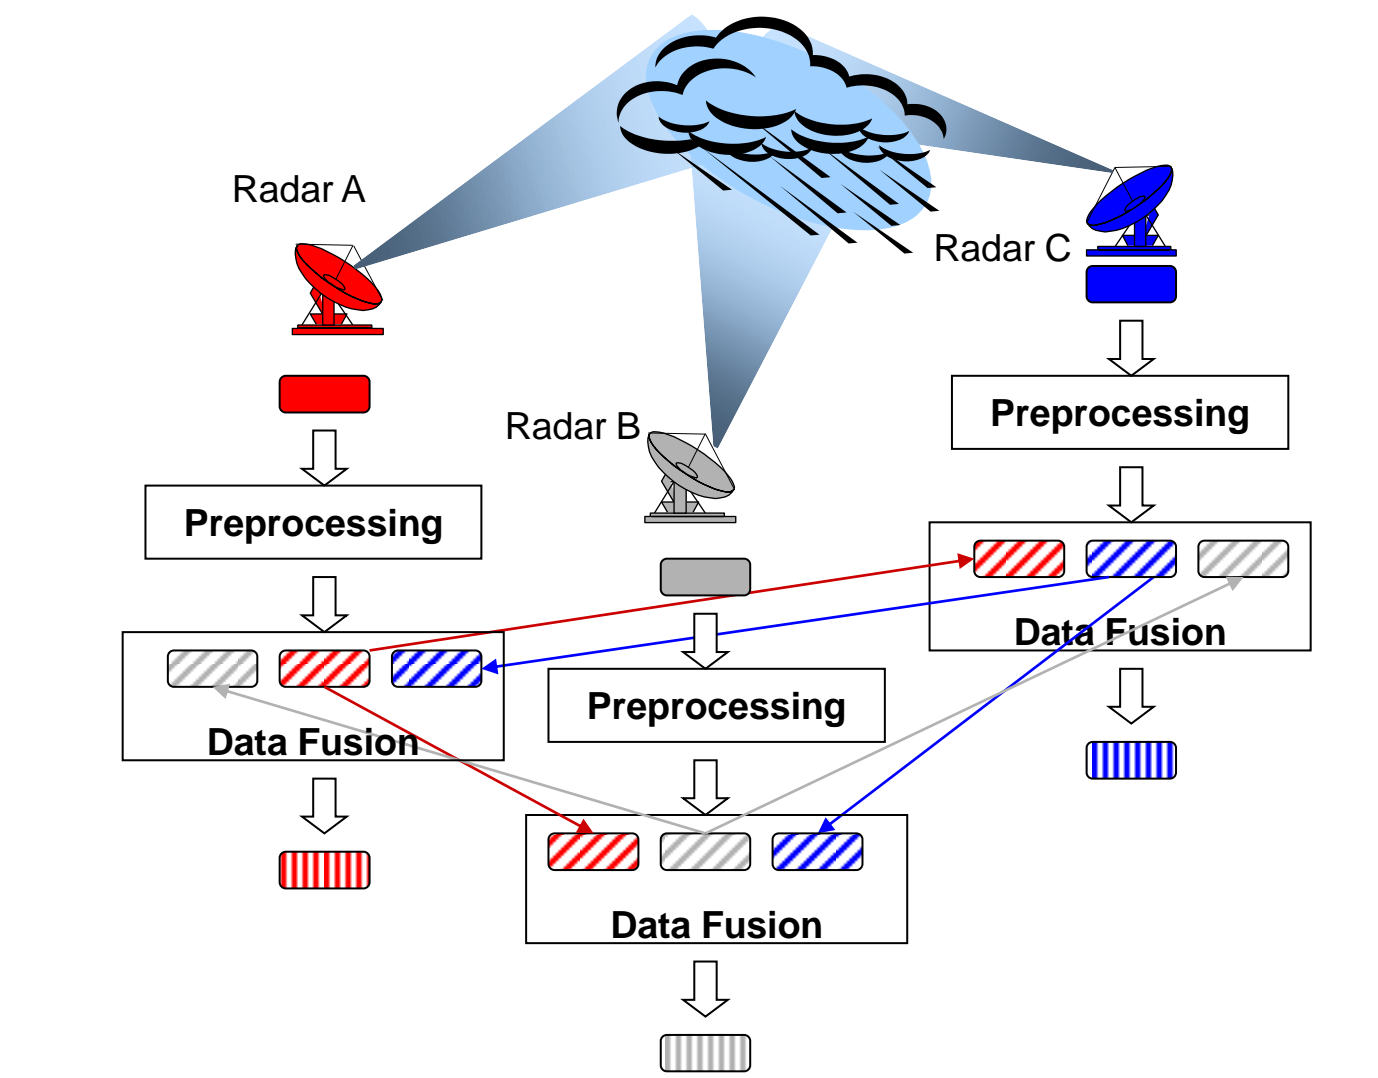 Radar A
Radar C
Radar B
Preprocessing
Preprocessing
Data Fusion
Preprocessing
Data Fusion
Data Fusion